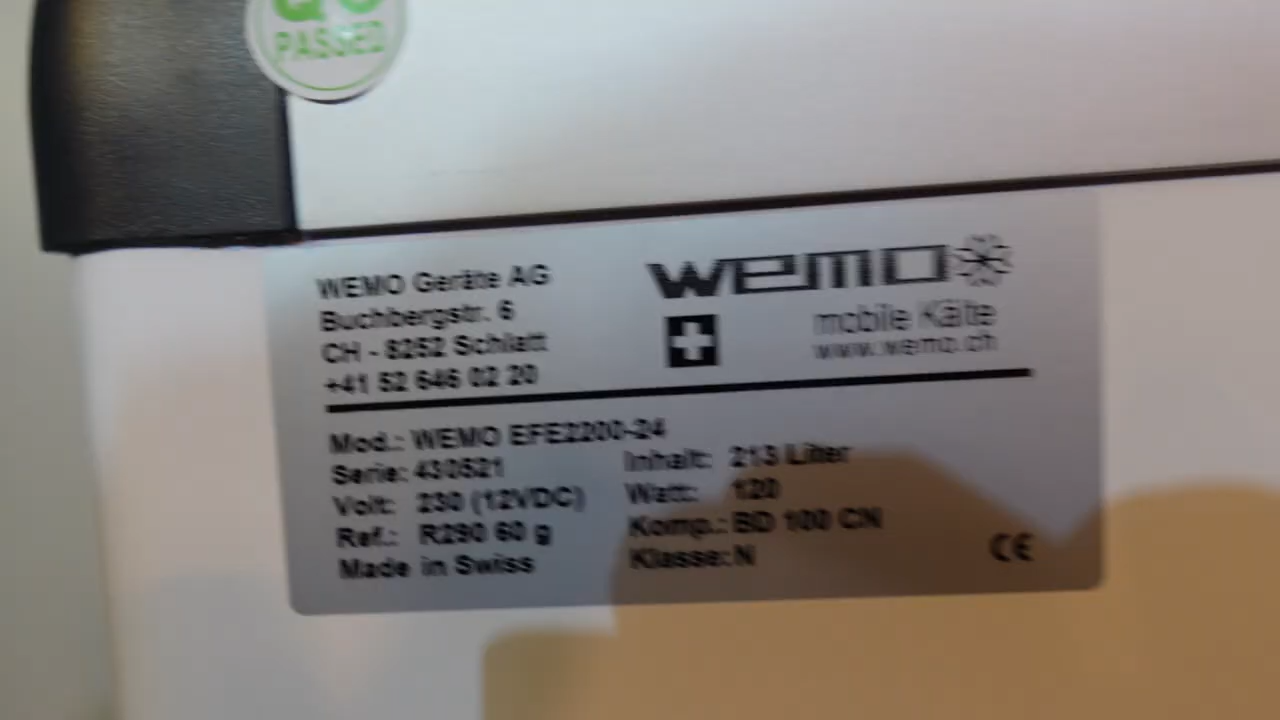 PASSED
WEMO Geräte AG
Buchbergstr. 6
CH - 8252 Schlatt
+41 52 646 02 20
wemo
mobile Kälte
www.wemo.ch
Mod.: WEMO EFE2200-24
Serie: 430521
Inhalt: 213 Liter
Volt: 230 (12VDC)
Watt: 120
Ref.: R290 60 g
Komp.: BD 100 CN
Made in Swiss
Klasse: N
CE